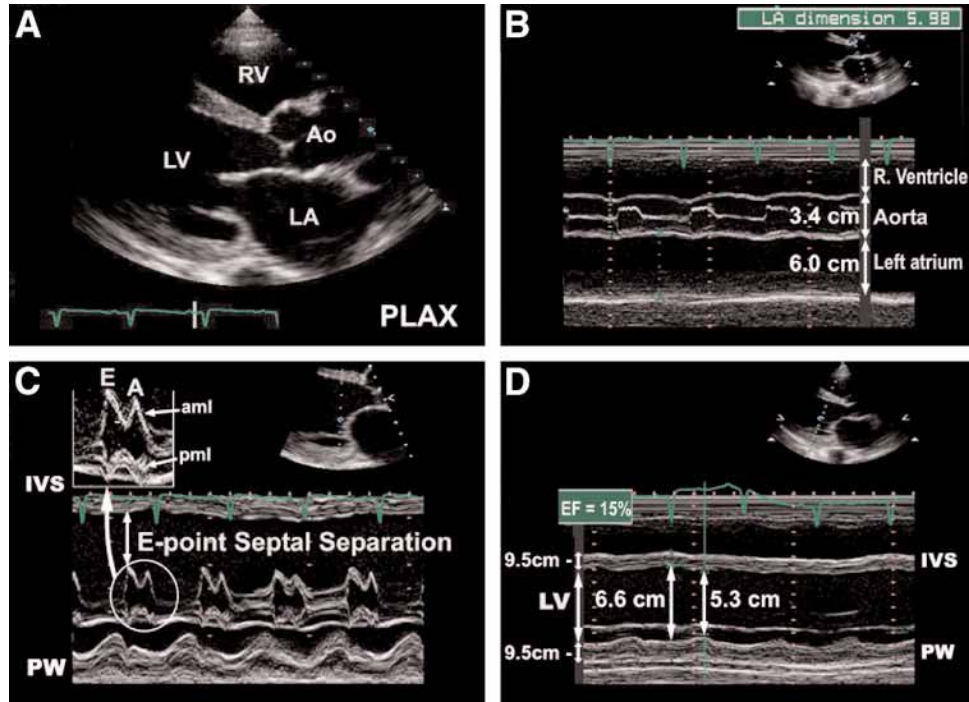 A
RV
Ao
LV
LA
PLAX
B
LA dimension 5.98
R. Ventricle
3.4 cm
Aorta
6.0 cm
Left atrium
C
E
A
aml
pml
IVS
E-point Septal Separation
PW
D
EF = 15%
9.5cm
IVS
LV
6.6 cm
5.3 cm
9.5cm
PW